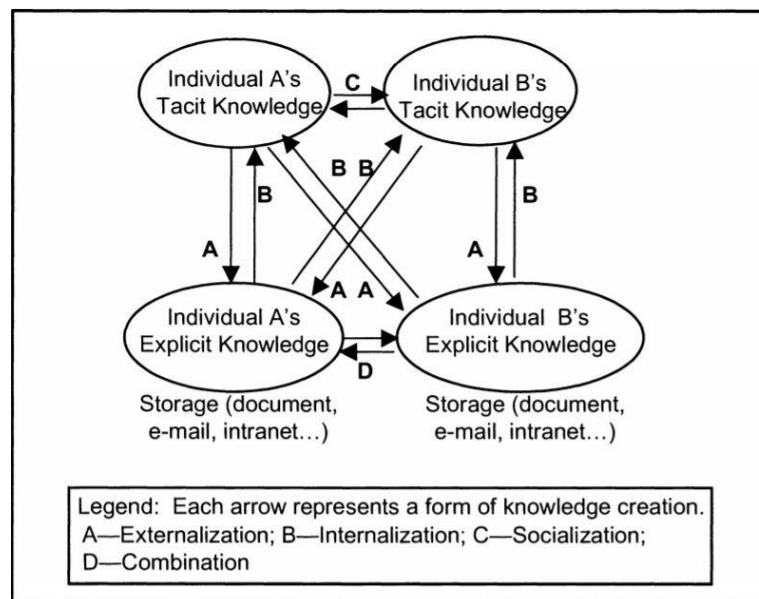 Individual A's
Tacit Knowledge
C
Individual B's
Tacit Knowledge
B B
B
B
A
A
A A
Individual A's
Explicit Knowledge
Individual B's
Explicit Knowledge
D
Storage (document,
e-mail, intranet…)
Storage (document,
e-mail, intranet…)
Legend: Each arrow represents a form of knowledge creation.
A—Externalization; B—Internalization; C—Socialization;
D—Combination